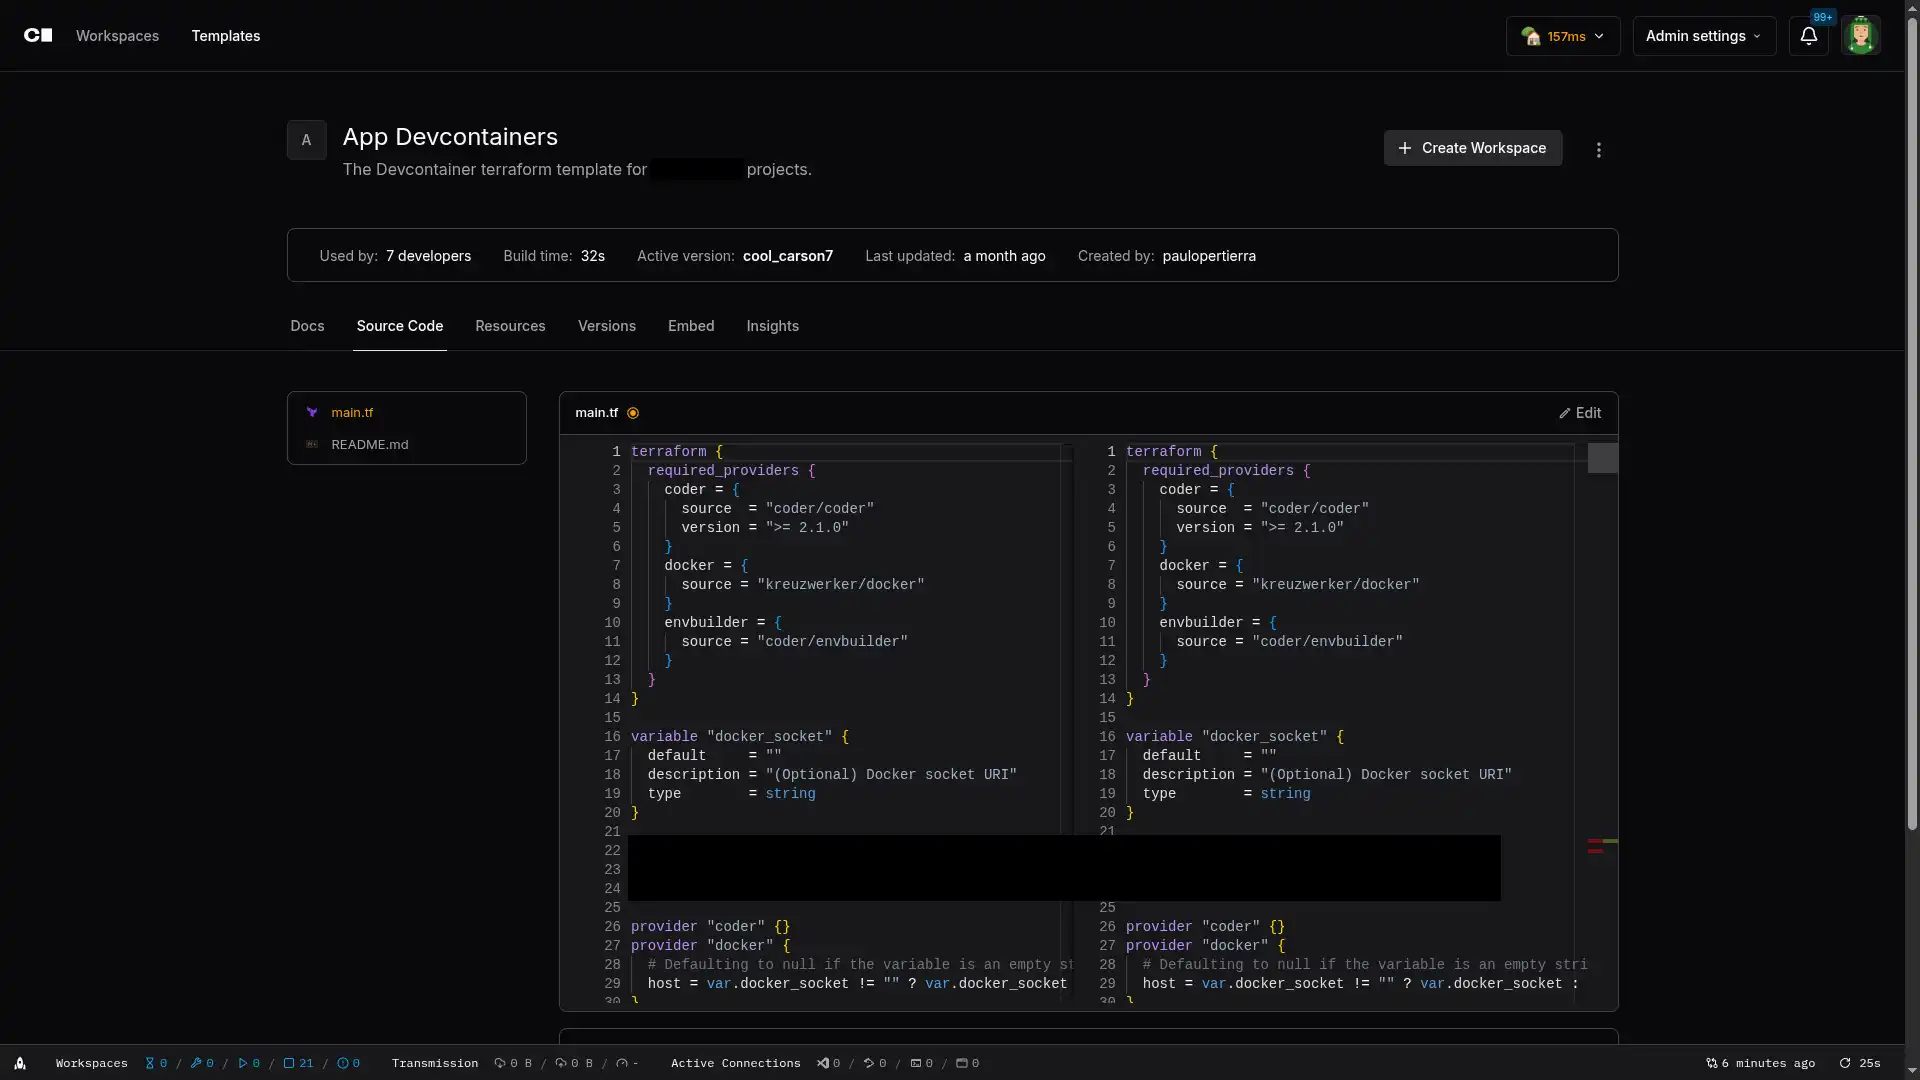 Workspaces
Templates
157ms
Admin settings
99+
A
App Devcontainers
The Devcontainer terraform template for projects.
Create Workspace
Used by: 7 developers
Build time: 32s
Active version: cool_carson7
Last updated: a month ago
Created by: paulopertierra
Docs
Source Code
Resources
Versions
Embed
Insights
main.tf
README.md
main.tf
Edit
1 terraform {
2 required_providers {
3 coder = {
4 source = "coder/coder"
5 version = ">= 2.1.0"
6 }
7 docker = {
8 source = "kreuzwerker/docker"
9 }
10 envbuilder = {
11 source = "coder/envbuilder"
12 }
13 }
14 }
15
16 variable "docker_socket" {
17 default = ""
18 description = "(Optional) Docker socket URI"
19 type = string
20 }
21
22
23
24
25
26 provider "coder" {}
27 provider "docker" {
28 # Defaulting to null if the variable is an empty st
29 host = var.docker_socket != "" ? var.docker_socket
30 }
1 terraform {
2 required_providers {
3 coder = {
4 source = "coder/coder"
5 version = ">= 2.1.0"
6 }
7 docker = {
8 source = "kreuzwerker/docker"
9 }
10 envbuilder = {
11 source = "coder/envbuilder"
12 }
13 }
14 }
15
16 variable "docker_socket" {
17 default = ""
18 description = "(Optional) Docker socket URI"
19 type = string
20 }
21
25
26 provider "coder" {}
27 provider "docker" {
28 # Defaulting to null if the variable is an empty stri
29 host = var.docker_socket != "" ? var.docker_socket :
30 }
Workspaces 0 / 0 / 0 / 21 / 0
Transmission 0 B / 0 B / -
Active Connections 0 / 0 / 0 / 0
6 minutes ago
25s